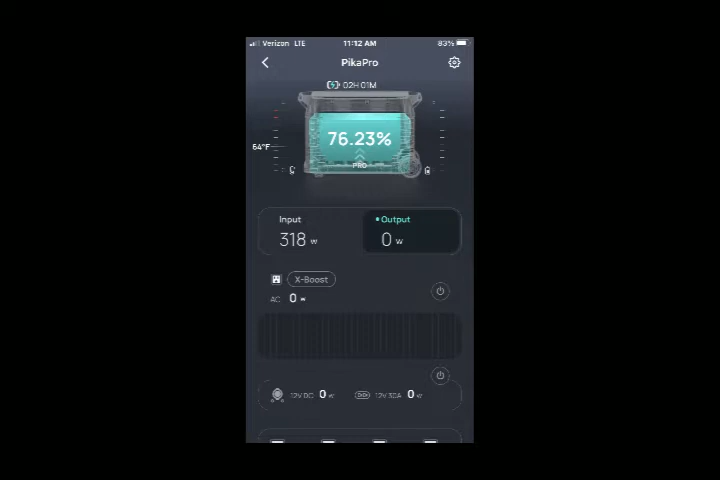 Verizon LTE 11:12 AM 83%
PikaPro
02H:01M
76.23%
64°F
PRO
Input Output
318 w 0 w
X-Boost
AC 0 w
12V DC 0 w 12V 30A 0 w